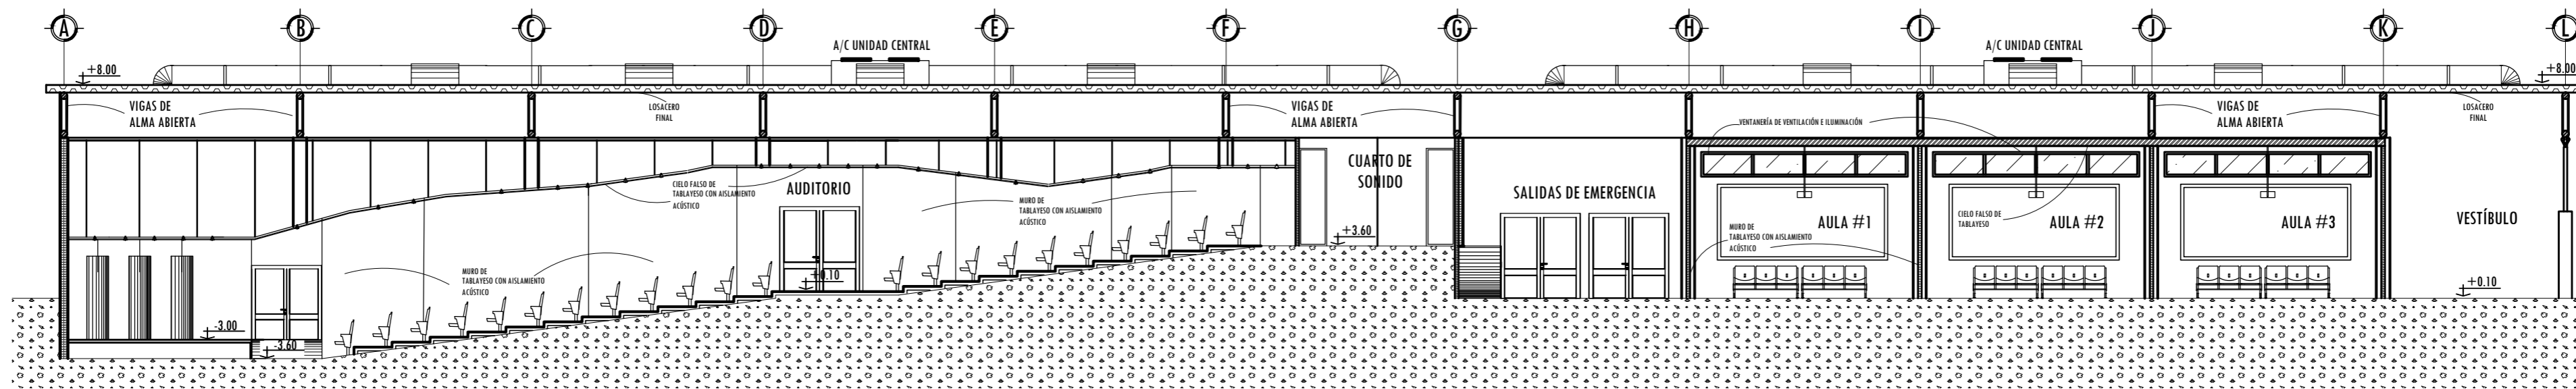 A
B
C
D
E
F
G
H
I
J
K
L
A/C UNIDAD CENTRAL
A/C UNIDAD CENTRAL
+8.00
+8.00
VIGAS DE
ALMA ABIERTA
LOSACERO
FINAL
VIGAS DE
ALMA ABIERTA
VIGAS DE
ALMA ABIERTA
LOSACERO
FINAL
VENTANERÍA DE VENTILACIÓN E ILUMINACIÓN
CUARTO DE
SONIDO
CIELO FALSO DE
TABLAYESO CON AISLAMIENTO
ACÚSTICO
AUDITORIO
MURO DE
TABLAYESO CON AISLAMIENTO
ACÚSTICO
SALIDAS DE EMERGENCIA
AULA #1
CIELO FALSO DE
TABLAYESO
AULA #2
AULA #3
VESTÍBULO
MURO DE
TABLAYESO CON AISLAMIENTO
ACÚSTICO
+3.60
MURO DE
TABLAYESO CON AISLAMIENTO
ACÚSTICO
+0.10
+0.10
-3.00
-3.60